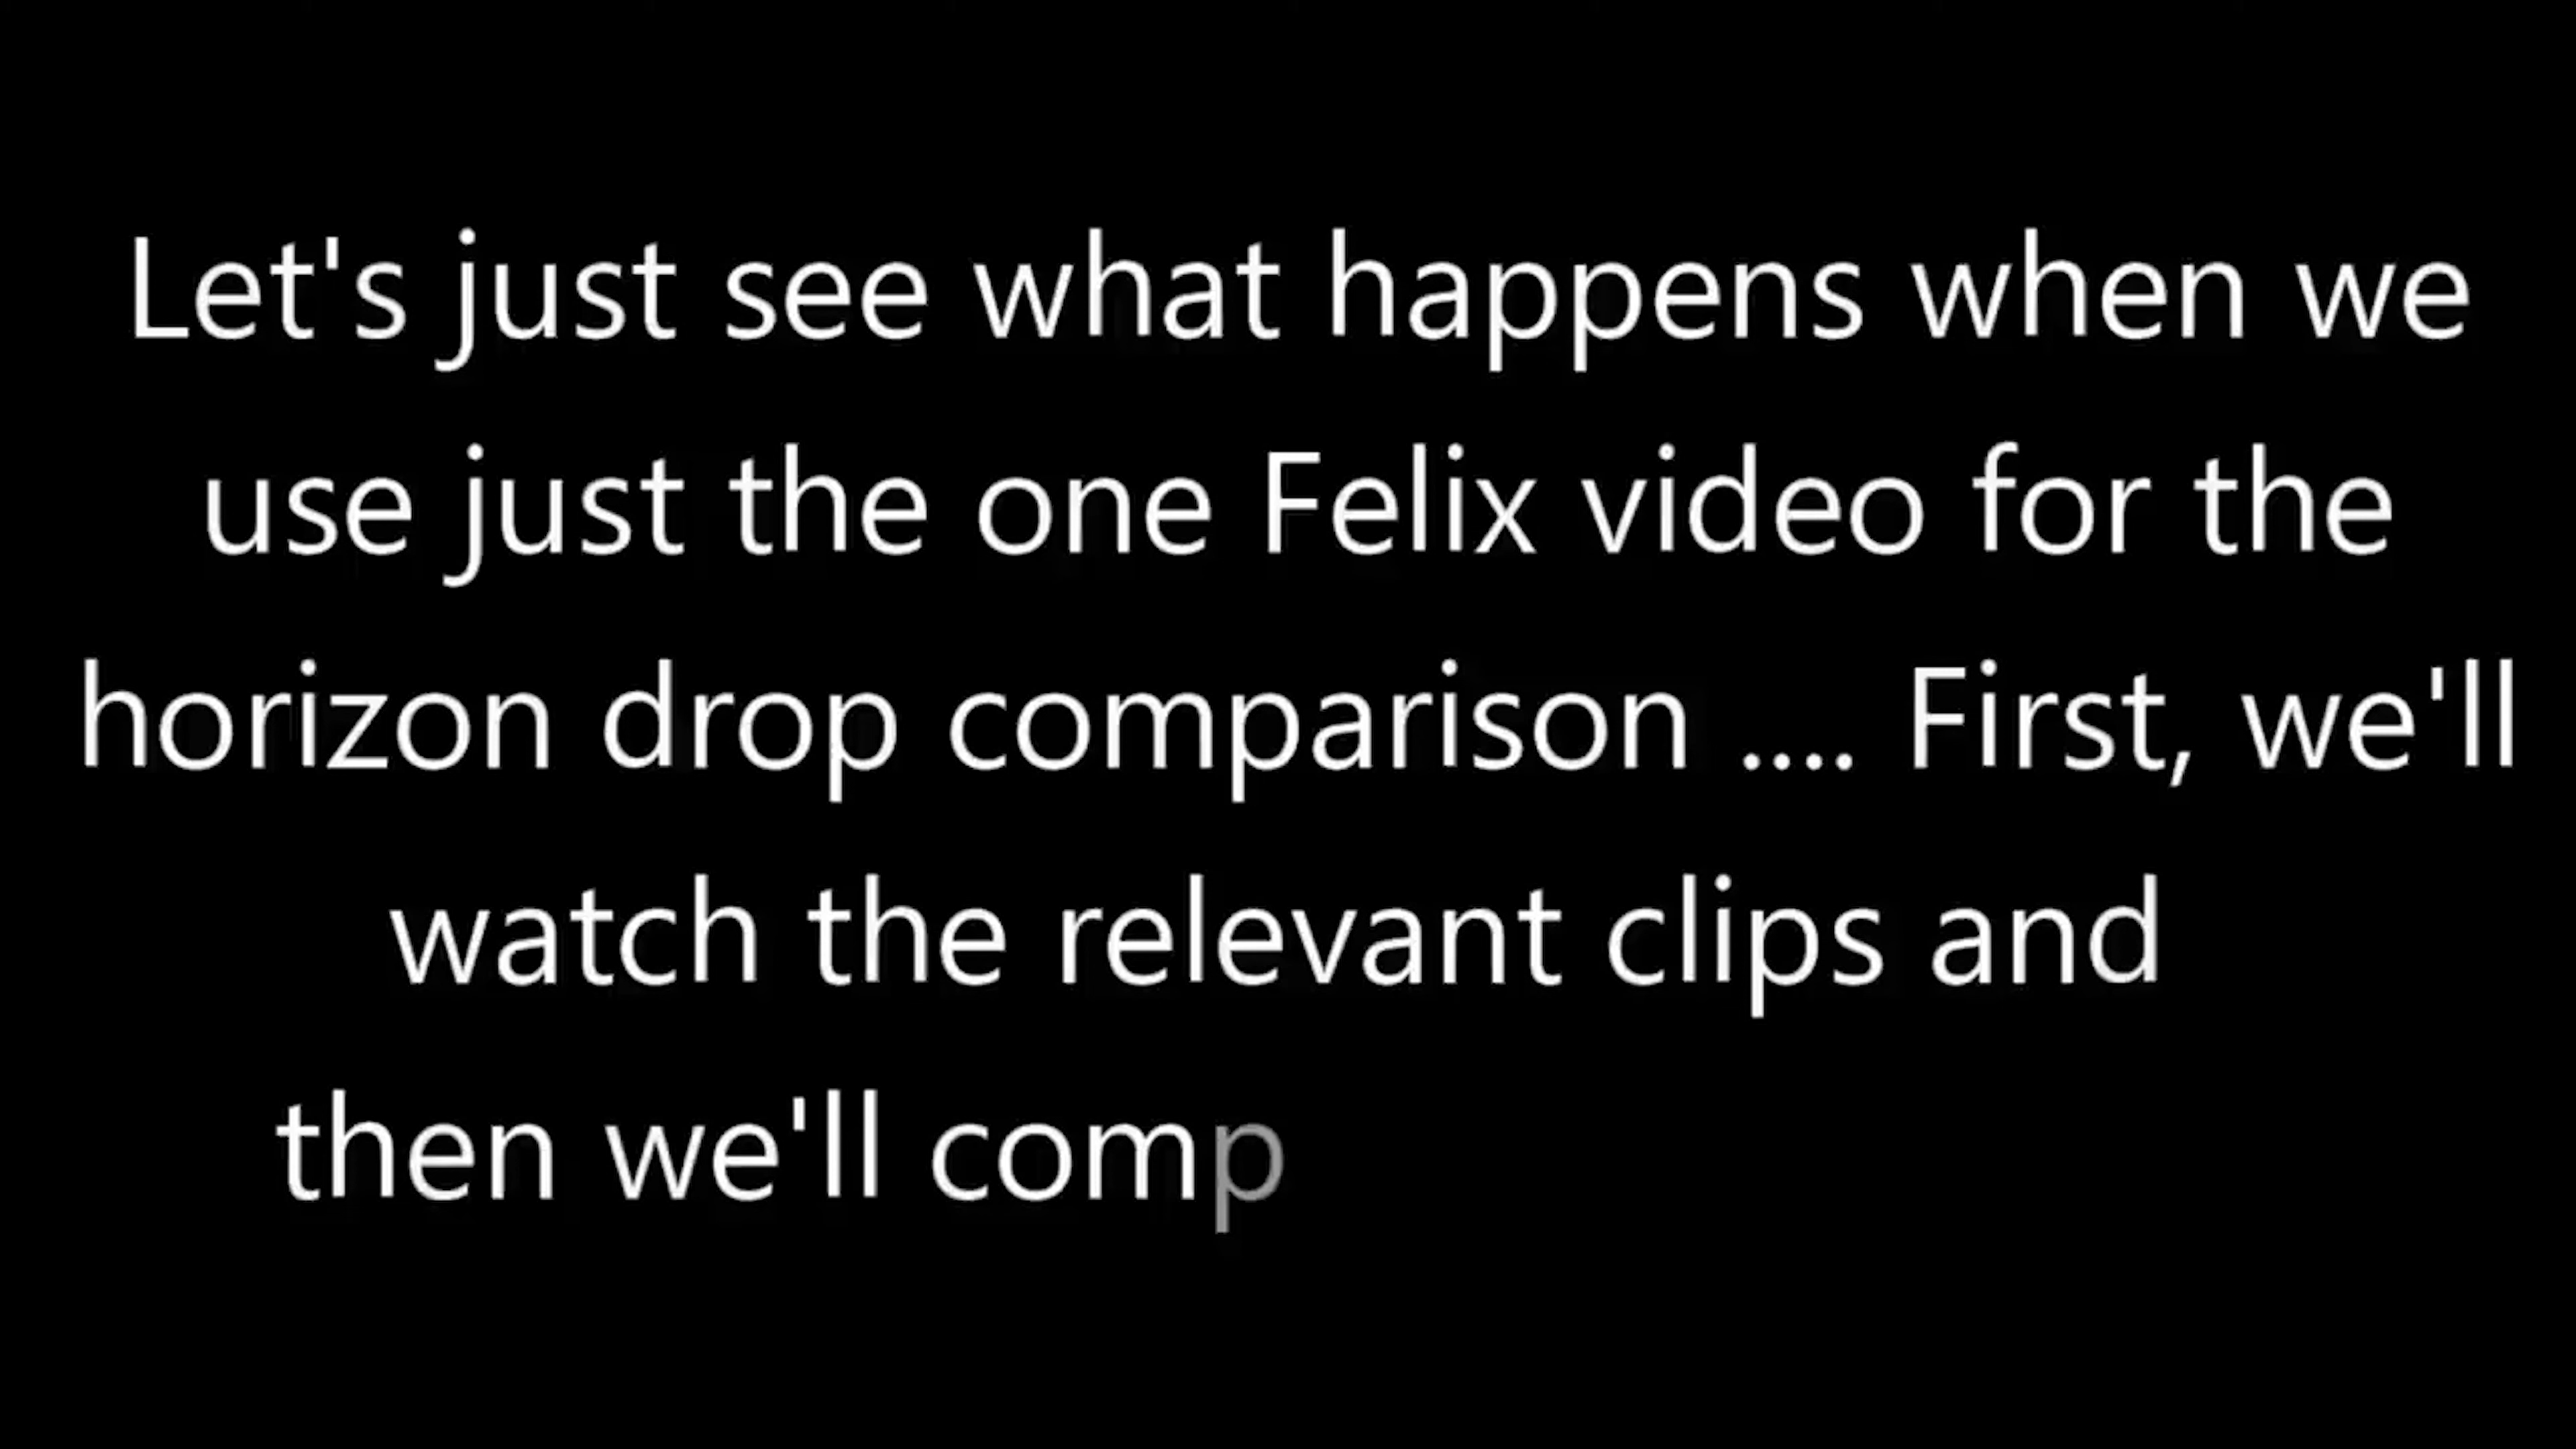 Let's just see what happens when we
use just the one Felix video for the
horizon drop comparison .... First, we'll
watch the relevant clips and
then we'll comp